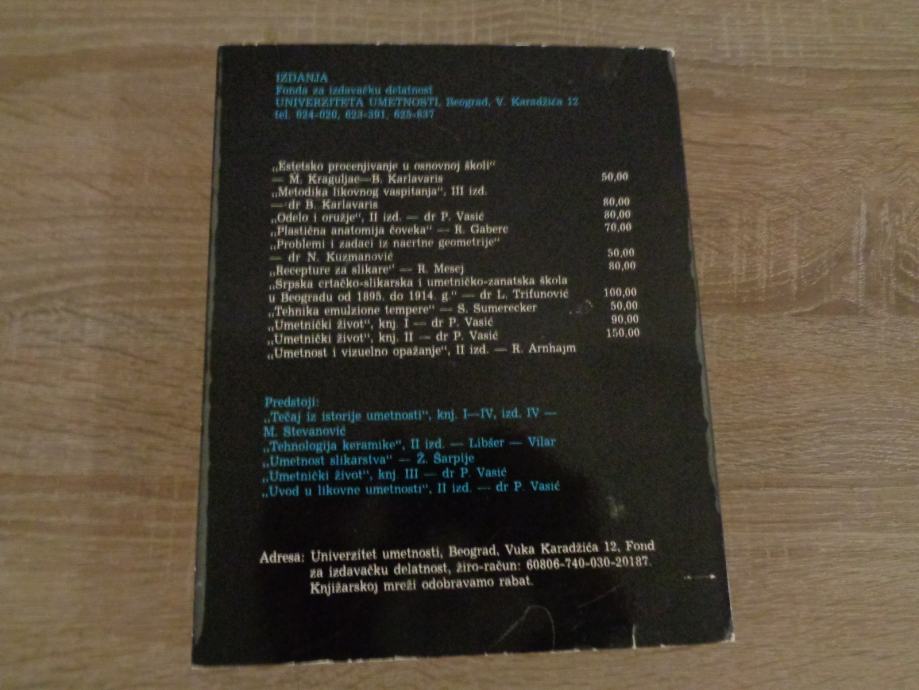 IZDANJA
Fonda za izdavačku delatnost
UNIVERZITETA UMETNOSTI, Beograd, V. Karadžića 12
tel. 624-020, 623-391, 625-637
„Estetsko procenjivanje u osnovnoj školi“
— M. Kraguljac—B. Karlavaris 50,00
„Metodika likovnog vaspitanja“, III izd.
— dr B. Karlavaris 80,00
„Odelo i oružje“, II izd. — dr P. Vasić 80,00
„Plastična anatomija čoveka“ — R. Gaberc 70,00
„Problemi i zadaci iz nacrtne geometrije“
— dr N. Kuzmanović 50,00
„Recepture za slikare“ — R. Mesej 80,00
„Srpska crtačko-slikarska i umetničko-zanatska škola
u Beogradu od 1895. do 1914. g.“ — dr L. Trifunović 100,00
„Tehnika emulzione tempere“ — S. Sumerecker 50,00
„Umetnički život“, knj. I — dr P. Vasić 90,00
„Umetnički život“, knj. II — dr P. Vasić 150,00
„Umetnost i vizuelno opažanje“, II izd. — R. Arnhajm
Predstoji:
„Tečaj iz istorije umetnosti“, knj. I—IV, izd. IV —
M. Stevanović
„Tehnologija keramike“, II izd. — Libšer — Vilar
„Umetnost slikarstva“ — Ž. Šarplje
„Umetnički život“, knj. III — dr P. Vasić
„Uvod u likovne umetnosti“, II izd. — dr P. Vasić
Adresa: Univerzitet umetnosti, Beograd, Vuka Karadžića 12, Fond
za izdavačku delatnost, žiro-račun: 60806-740-030-20187.
Knjižarskoj mreži odobravamo rabat.